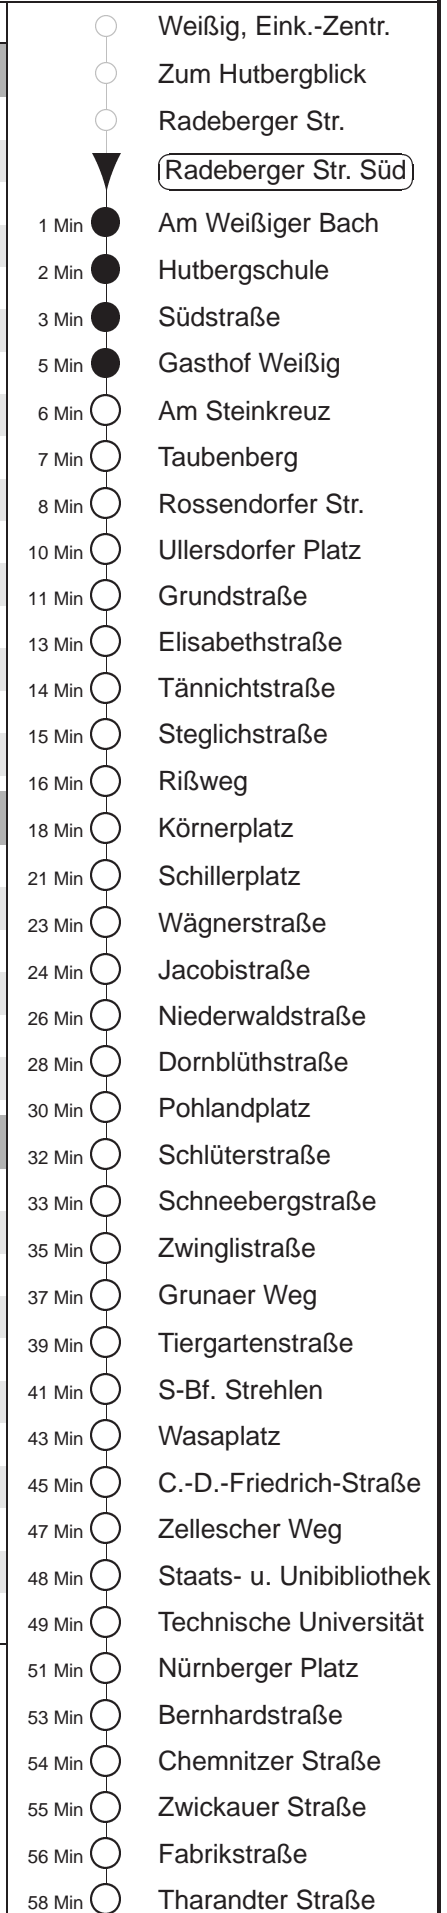 Weißig, Eink.-Zentr.
Zum Hutbergblick
Radeberger Str.
Radeberger Str. Süd
1 Min Am Weißiger Bach
2 Min Hutbergschule
3 Min Südstraße
5 Min Gasthof Weißig
6 Min Am Steinkreuz
7 Min Taubenberg
8 Min Rossendorfer Str.
10 Min Ullersdorfer Platz
11 Min Grundstraße
13 Min Elisabethstraße
14 Min Tännichtstraße
15 Min Steglichstraße
16 Min Rißweg
18 Min Körnerplatz
21 Min Schillerplatz
23 Min Wägnerstraße
24 Min Jacobistraße
26 Min Niederwaldstraße
28 Min Dornblüthstraße
30 Min Pohlandplatz
32 Min Schlüterstraße
33 Min Schneebergstraße
35 Min Zwinglistraße
37 Min Grunaer Weg
39 Min Tiergartenstraße
41 Min S-Bf. Strehlen
43 Min Wasaplatz
45 Min C.-D.-Friedrich-Straße
47 Min Zellescher Weg
48 Min Staats- u. Unibibliothek
49 Min Technische Universität
51 Min Nürnberger Platz
53 Min Bernhardstraße
54 Min Chemnitzer Straße
55 Min Zwickauer Straße
56 Min Fabrikstraße
58 Min Tharandter Straße